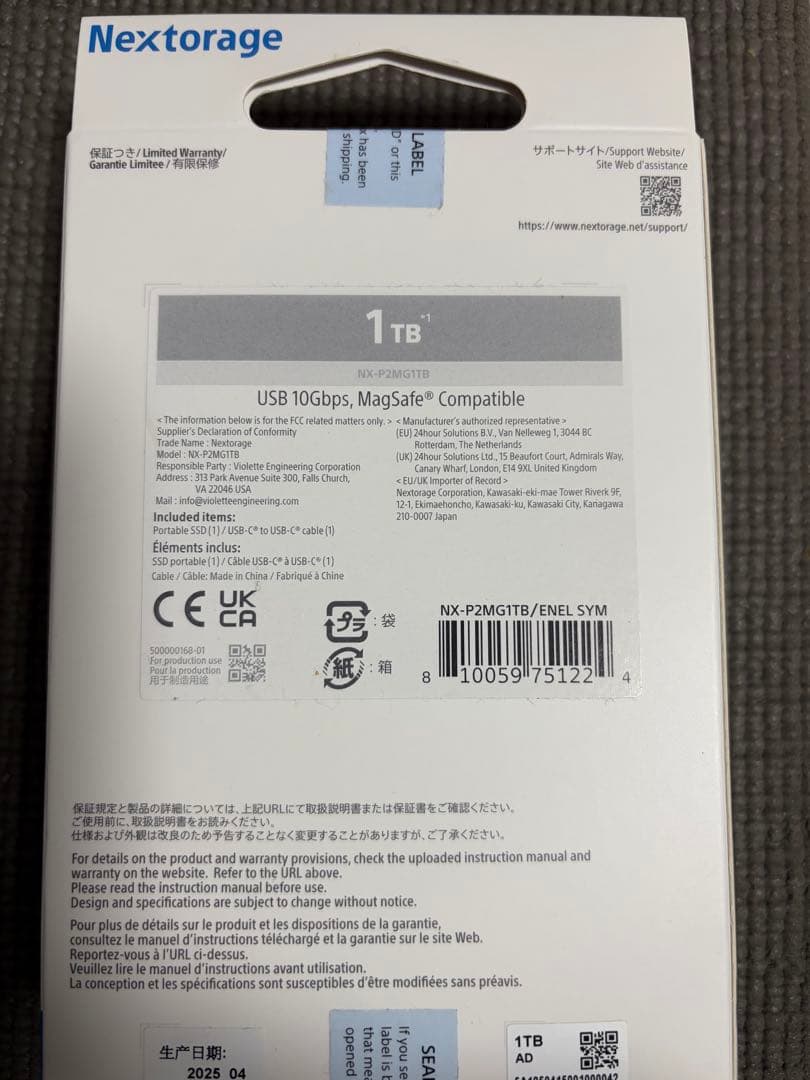 Nextorage
保証つき/Limited Warranty/
Garantie Limitee/有限保修
LABEL
D" or this
x has been
shipping.
サポートサイト/Support Website/
Site Web d'assistance
https://www.nextorage.net/support/
1TB*1
NX-P2MG1TB
USB 10Gbps, MagSafe® Compatible
< The information below is for the FCC related matters only. >
Supplier's Declaration of Conformity
Trade Name : Nextorage
Model : NX-P2MG1TB
Responsible Party : Violette Engineering Corporation
Address : 313 Park Avenue Suite 300, Falls Church,
VA 22046 USA
Mail : info@violetteengineering.com
Included items:
Portable SSD (1) / USB-C® to USB-C® cable (1)
Éléments inclus:
SSD portable (1) / Câble USB-C® à USB-C® (1)
Cable / Câble: Made in China / Fabriqué à Chine
< Manufacturer's authorized representative >
(EU) 24hour Solutions B.V., Van Nelleweg 1, 3044 BC
Rotterdam, The Netherlands
(UK) 24hour Solutions Ltd., 15 Beaufort Court, Admirals Way,
Canary Wharf, London, E14 9XL United Kingdom
< EU/UK Importer of Record >
Nextorage Corporation, Kawasaki-eki-mae Tower Riverk 9F,
12-1, Ekimaehoncho, Kawasaki-ku, Kawasaki City, Kanagawa
210-0007 Japan
CE
UK
CA
プラ : 袋
紙 : 箱
500000168-01
For production use
Pour la production
用于制造用途
NX-P2MG1TB/ENEL SYM
8 10059 75122 4
保証規定と製品の詳細については、上記URLにて取扱説明書または保証書をご確認ください。
ご使用前に、取扱説明書をお読みください。
仕様および外観は改良のため予告することなく変更することがありますが、ご了承ください。
For details on the product and warranty provisions, check the uploaded instruction manual and
warranty on the website. Refer to the URL above.
Please read the instruction manual before use.
Design and specifications are subject to change without notice.
Pour plus de détails sur le produit et les dispositions de la garantie,
consultez le manuel d'instructions téléchargé et la garantie sur le site Web.
Reportez-vous à l'URL ci-dessus.
Veuillez lire le manuel d'instructions avant utilisation.
La conception et les spécifications sont susceptibles d'être modifiées sans préavis.
生产日期:
2025 04
SEAL
If you se
label is b
that mea
opened
1TB
AD